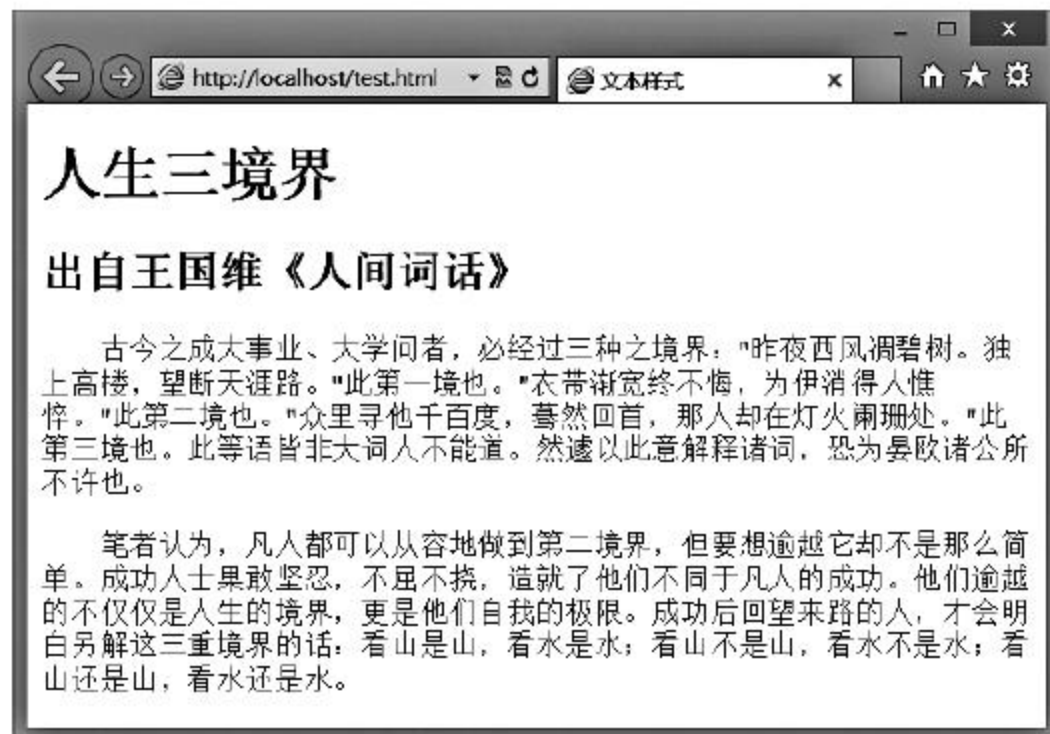 http://localhost/test.html
文本样式
人生三境界
出自王国维《人间词话》
古今之成大事业、大学问者，必经过三种之境界："昨夜西风凋碧树。独
上高楼，望断天涯路。"此第一境也。"衣带渐宽终不悔，为伊消得人憔
悴。"此第二境也。"众里寻他千百度，蓦然回首，那人却在灯火阑珊处。"此
第三境也。此等语皆非大词人不能道。然遽以此意解释诸词，恐为晏欧诸公所
不许也。
笔者认为，凡人都可以从容地做到第二境界，但要想逾越它却不是那么简
单。成功人士果敢坚忍，不屈不挠，造就了他们不同于凡人的成功。他们逾越
的不仅仅是人生的境界，更是他们自我的极限。成功后回望来路的人，才会明
白另解这三重境界的话：看山是山，看水是水；看山不是山，看水不是水；看
山还是山，看水还是水。